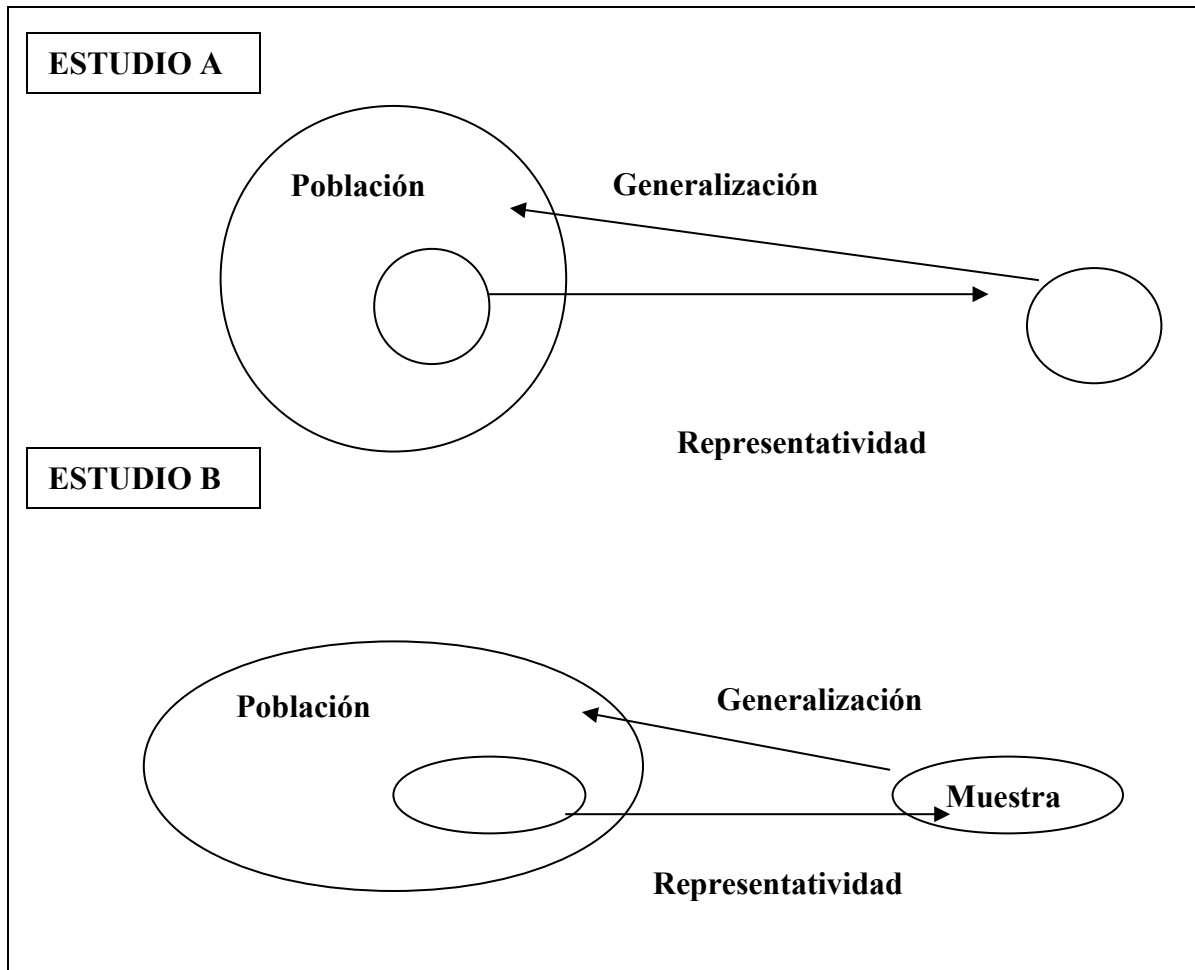 ESTUDIO A
Población
Generalización
Representatividad
ESTUDIO B
Población
Generalización
Muestra
Representatividad